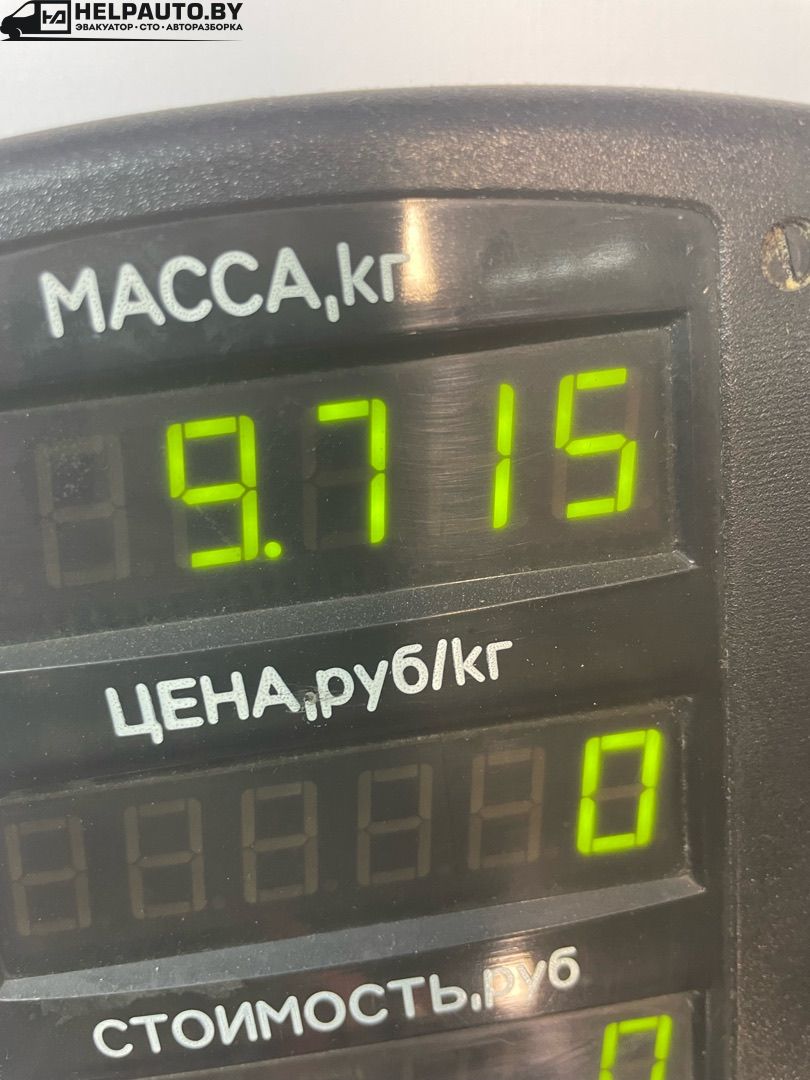 HELPAUTO.BY
ЭВАКУАТОР·СТО·АВТОРАЗБОРКА
МАССА,кг
9.715
ЦЕНА,руб/кг
0
СТОИМОСТЬ,руб
0